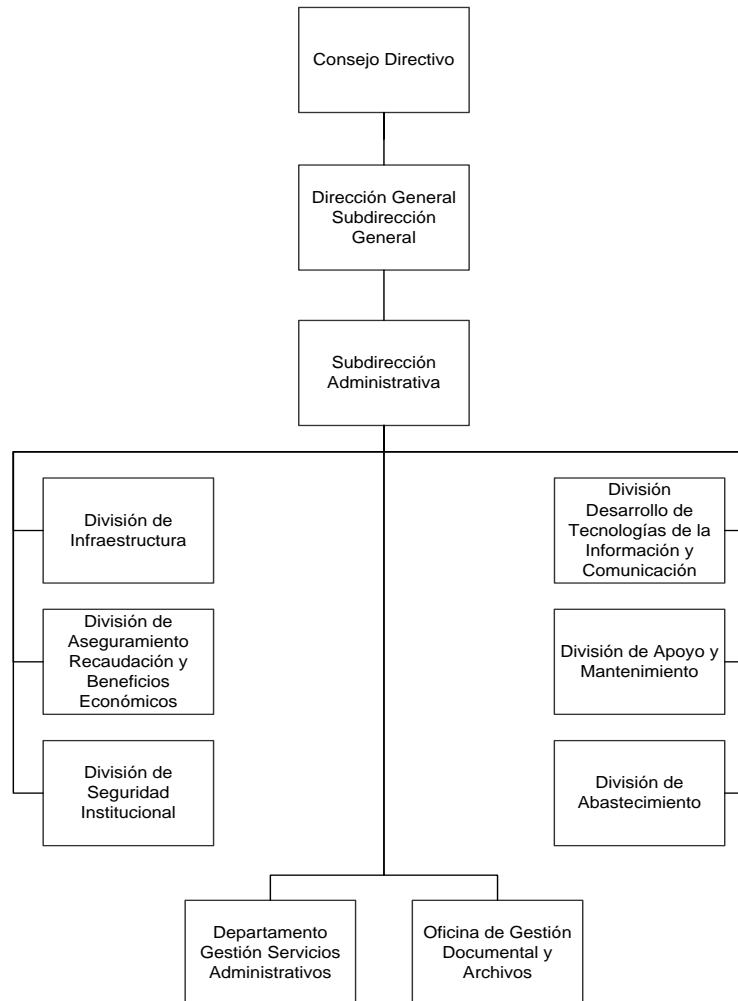 Consejo Directivo
Dirección General
Subdirección
General
Subdirección
Administrativa
División de
Infraestructura
División
Desarrollo de
Tecnologías de la
Información y
Comunicación
División de
Aseguramiento
Recaudación y
Beneficios
Económicos
División de Apoyo y
Mantenimiento
División de
Seguridad
Institucional
División de
Abastecimiento
Departamento
Gestión Servicios
Administrativos
Oficina de Gestión
Documental y
Archivos